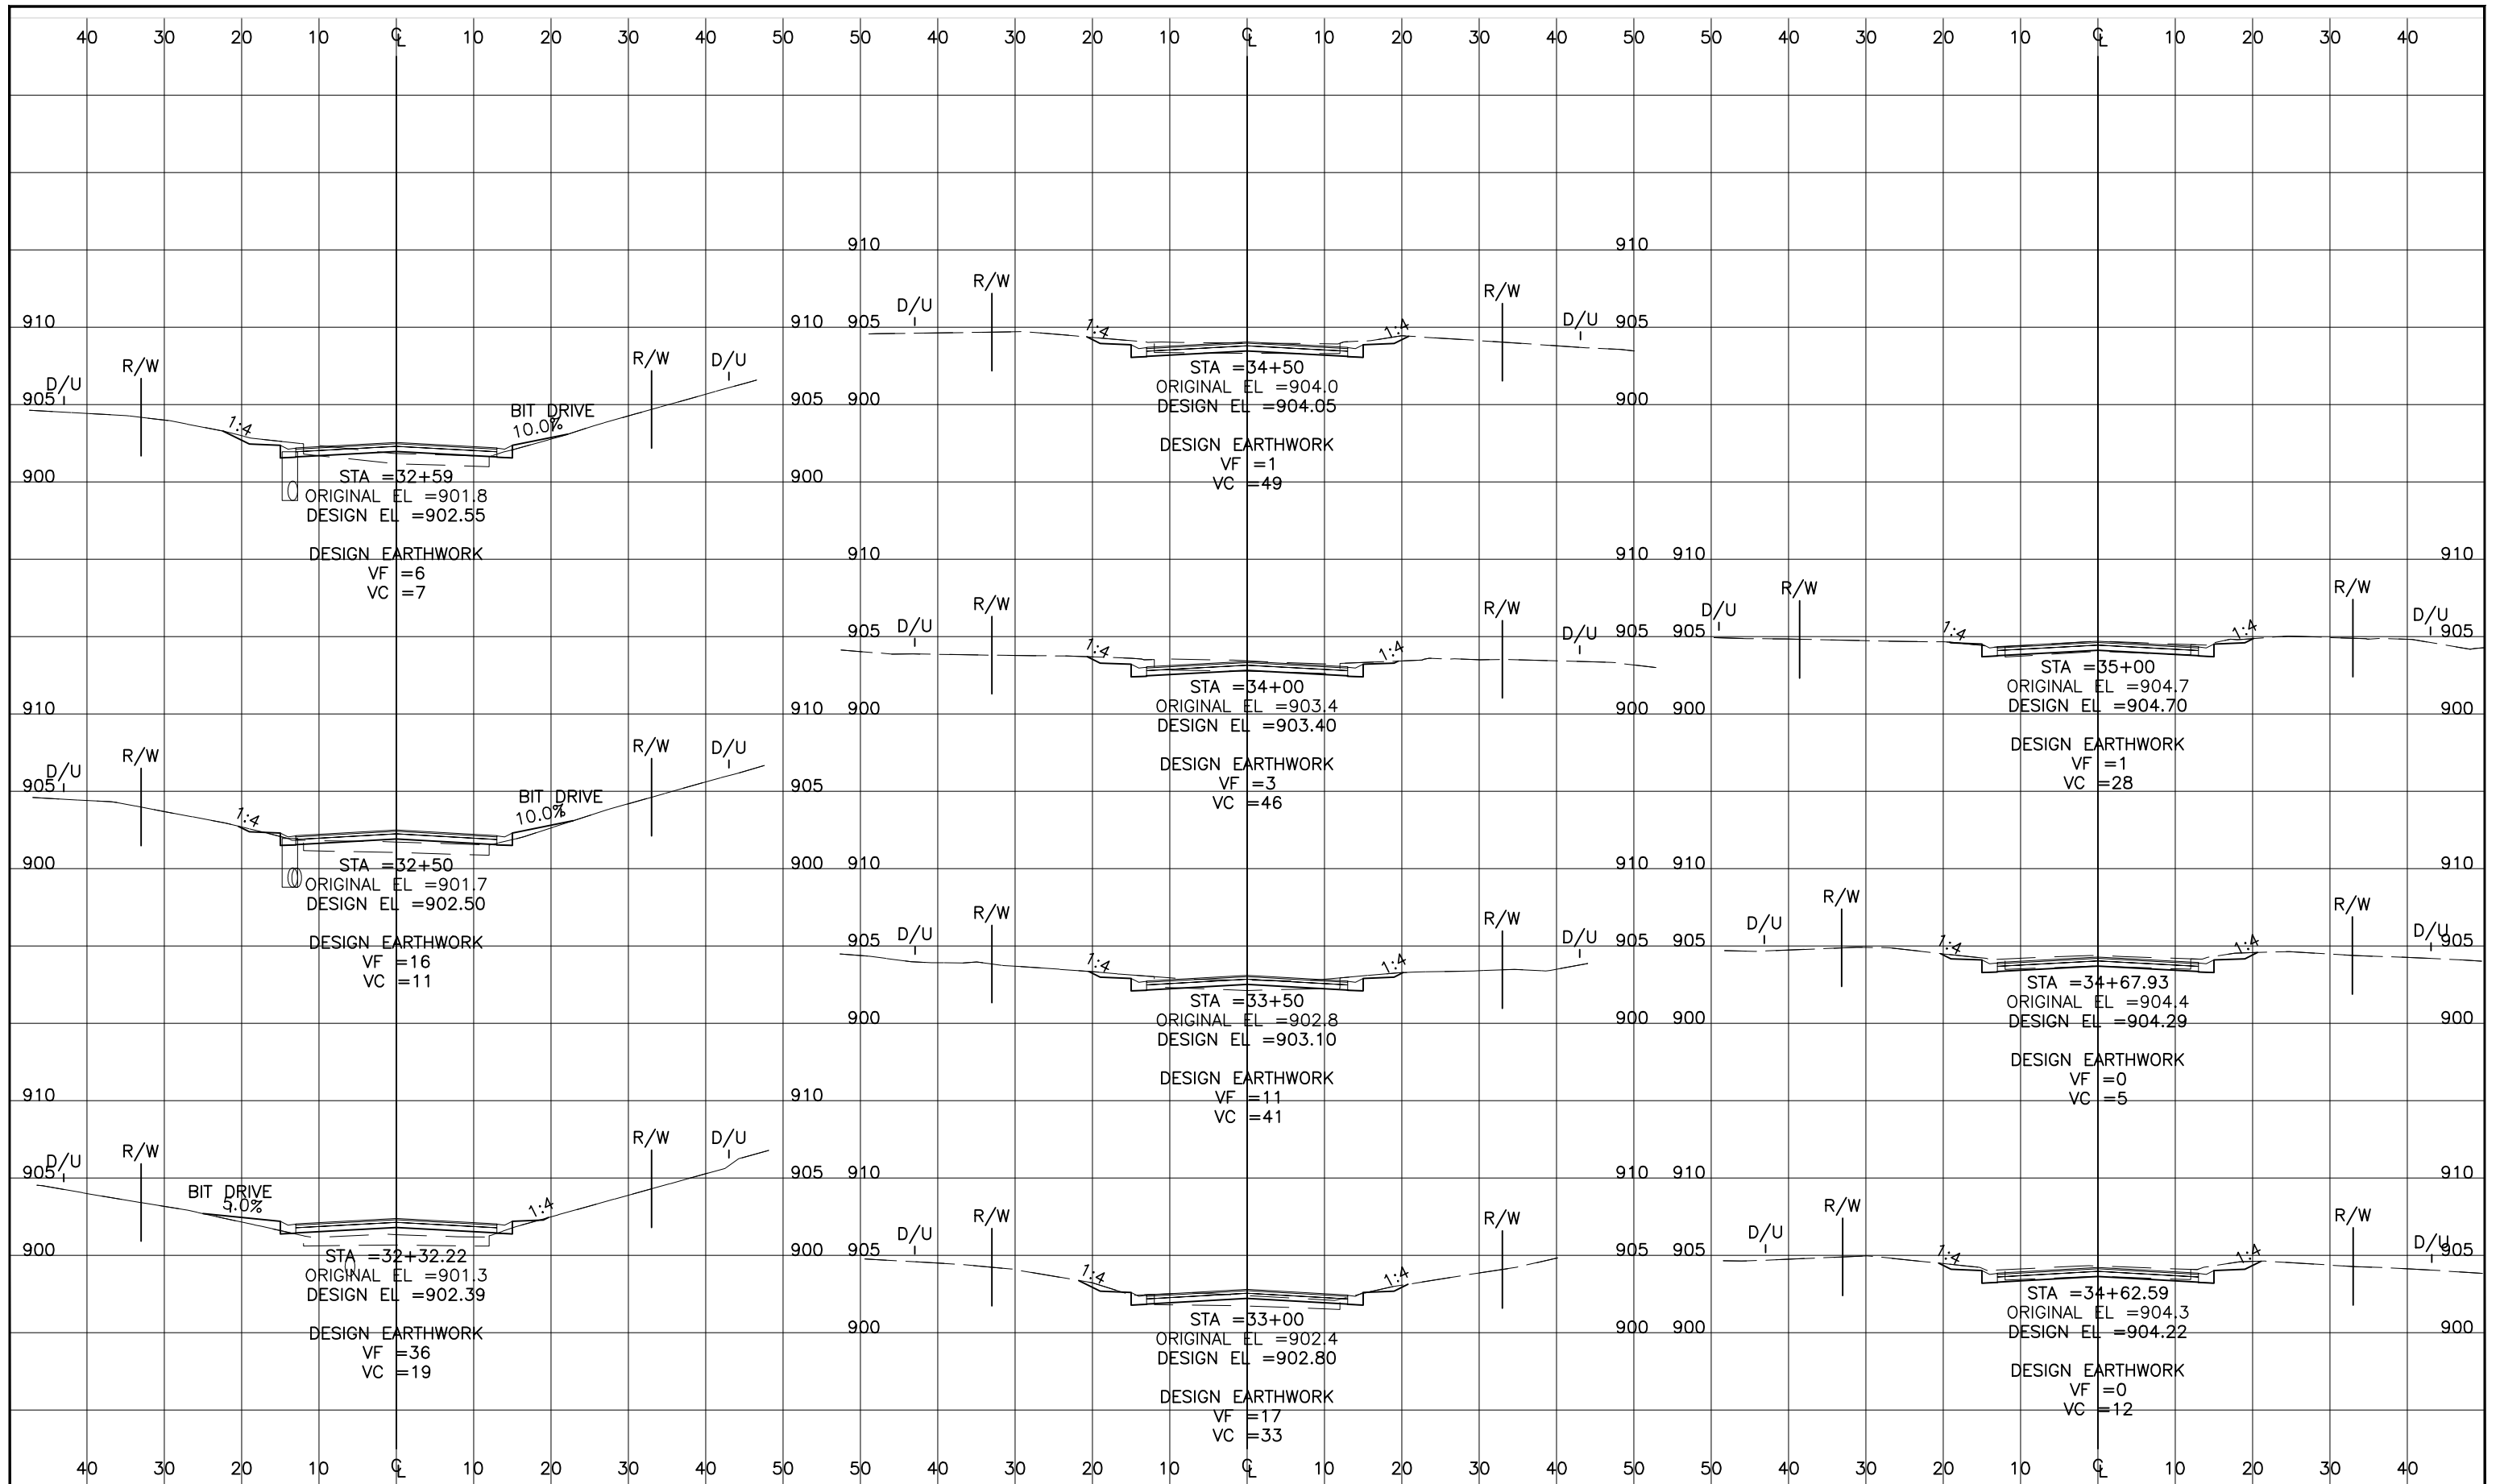 40 30 20 10 ℄ 10 20 30 40 50 50 40 30 20 10 ℄ 10 20 30 40 50 50 40 30 20 10 ℄ 10 20 30 40
910 910
R/W D/U D/U R/W
910 905 905 910
1:4 1:4
STA =34+50
ORIGINAL EL =904.0
DESIGN EL =904.05
900 900
DESIGN EARTHWORK
VF =1
VC =49
910
D/U R/W R/W D/U
905 905
1:4 BIT DRIVE
10.0%
900 900
STA =32+59
ORIGINAL EL =901.8
DESIGN EL =902.55
DESIGN EARTHWORK
VF =6
VC =7
910 910
D/U R/W R/W D/U
905 905
1:4 1:4
STA =34+00
ORIGINAL EL =903.4
DESIGN EL =903.40
900 900
DESIGN EARTHWORK
VF =3
VC =46
910 910
D/U R/W R/W D/U
905 905
1:4 1:4
STA =35+00
ORIGINAL EL =904.7
DESIGN EL =904.70
900 900
DESIGN EARTHWORK
VF =1
VC =28
910 910
D/U R/W R/W D/U
905 905
1:4 BIT DRIVE
10.0%
900 900
STA =32+50
ORIGINAL EL =901.7
DESIGN EL =902.50
DESIGN EARTHWORK
VF =16
VC =11
910 910
D/U R/W R/W D/U
905 905
1:4 1:4
STA =33+50
ORIGINAL EL =902.8
DESIGN EL =903.10
900 900
DESIGN EARTHWORK
VF =11
VC =41
910 910
D/U R/W R/W D/U
905 905
1:4 1:4
STA =34+67.93
ORIGINAL EL =904.4
DESIGN EL =904.29
900 900
DESIGN EARTHWORK
VF =0
VC =5
910 910
D/U R/W R/W D/U
905 905
BIT DRIVE
5.0% 1:4
900 900
STA =32+32.22
ORIGINAL EL =901.3
DESIGN EL =902.39
DESIGN EARTHWORK
VF =36
VC =19
910 910
D/U R/W R/W
905 905
1:4 1:4
STA =33+00
ORIGINAL EL =902.4
DESIGN EL =902.80
900 900
DESIGN EARTHWORK
VF =17
VC =33
910 910
D/U R/W R/W D/U
905 905
1:4 1:4
STA =34+62.59
ORIGINAL EL =904.3
DESIGN EL =904.22
900 900
DESIGN EARTHWORK
VF =0
VC =12
40 30 20 10 ℄ 10 20 30 40 50 50 40 30 20 10 ℄ 10 20 30 40 50 50 40 30 20 10 ℄ 10 20 30 40